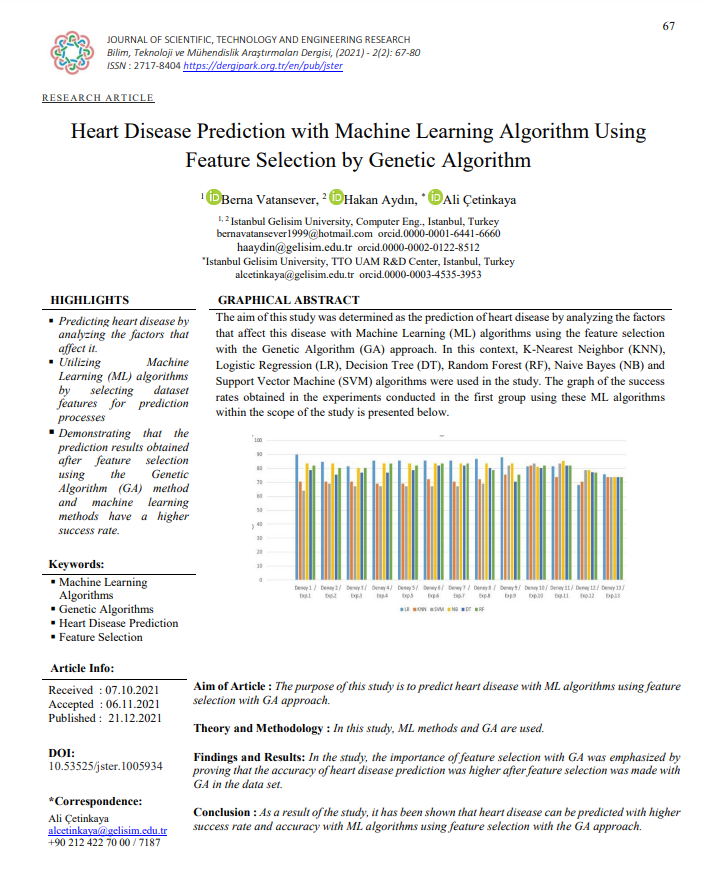 67
JOURNAL OF SCIENTIFIC, TECHNOLOGY AND ENGINEERING RESEARCH
Bilim, Teknoloji ve Mühendislik Araştırmaları Dergisi, (2021) - 2(2): 67-80
ISSN : 2717-8404 https://dergipark.org.tr/en/pub/jster
RESEARCH ARTICLE
Heart Disease Prediction with Machine Learning Algorithm Using
Feature Selection by Genetic Algorithm
1 iD Berna Vatansever, 2 iD Hakan Aydın, * iD Ali Çetinkaya
1, 2 Istanbul Gelisim University, Computer Eng., Istanbul, Turkey
bernavatansever1999@hotmail.com orcid.0000-0001-6441-6660
haaydin@gelisim.edu.tr orcid.0000-0002-0122-8512
*Istanbul Gelisim University, TTO UAM R&D Center, Istanbul, Turkey
alcetinkaya@gelisim.edu.tr orcid.0000-0003-4535-3953
HIGHLIGHTS
▪ Predicting heart disease by
analyzing the factors that
affect it.
▪ Utilizing Machine
Learning (ML) algorithms
by selecting dataset
features for prediction
processes
▪ Demonstrating that the
prediction results obtained
after feature selection
using the Genetic
Algorithm (GA) method
and machine learning
methods have a higher
success rate.
Keywords:
▪ Machine Learning
Algorithms
▪ Genetic Algorithms
▪ Heart Disease Prediction
▪ Feature Selection
GRAPHICAL ABSTRACT
The aim of this study was determined as the prediction of heart disease by analyzing the factors
that affect this disease with Machine Learning (ML) algorithms using the feature selection
with the Genetic Algorithm (GA) approach. In this context, K-Nearest Neighbor (KNN),
Logistic Regression (LR), Decision Tree (DT), Random Forest (RF), Naive Bayes (NB) and
Support Vector Machine (SVM) algorithms were used in the study. The graph of the success
rates obtained in the experiments conducted in the first group using these ML algorithms
within the scope of the study is presented below.
100
90
80
70
60
50
40
30
20
10
0
Deney 1 / Deney 2 / Deney 3 / Deney 4 / Deney 5 / Deney 6 / Deney 7 / Deney 8 / Deney 9 / Deney 10 / Deney 11 / Deney 12 / Deney 13 /
Exp.1 Exp.2 Exp.3 Exp.4 Exp.5 Exp.6 Exp.7 Exp.8 Exp.9 Exp.10 Exp.11 Exp.12 Exp.13
LR KNN SVM NB DT RF
Article Info:
Received : 07.10.2021
Accepted : 06.11.2021
Published : 21.12.2021
DOI:
10.53525/jster.1005934
*Correspondence:
Ali Çetinkaya
alcetinkaya@gelisim.edu.tr
+90 212 422 70 00 / 7187
Aim of Article : The purpose of this study is to predict heart disease with ML algorithms using feature
selection with GA approach.
Theory and Methodology : In this study, ML methods and GA are used.
Findings and Results: In the study, the importance of feature selection with GA was emphasized by
proving that the accuracy of heart disease prediction was higher after feature selection was made with
GA in the data set.
Conclusion : As a result of the study, it has been shown that heart disease can be predicted with higher
success rate and accuracy with ML algorithms using feature selection with the GA approach.